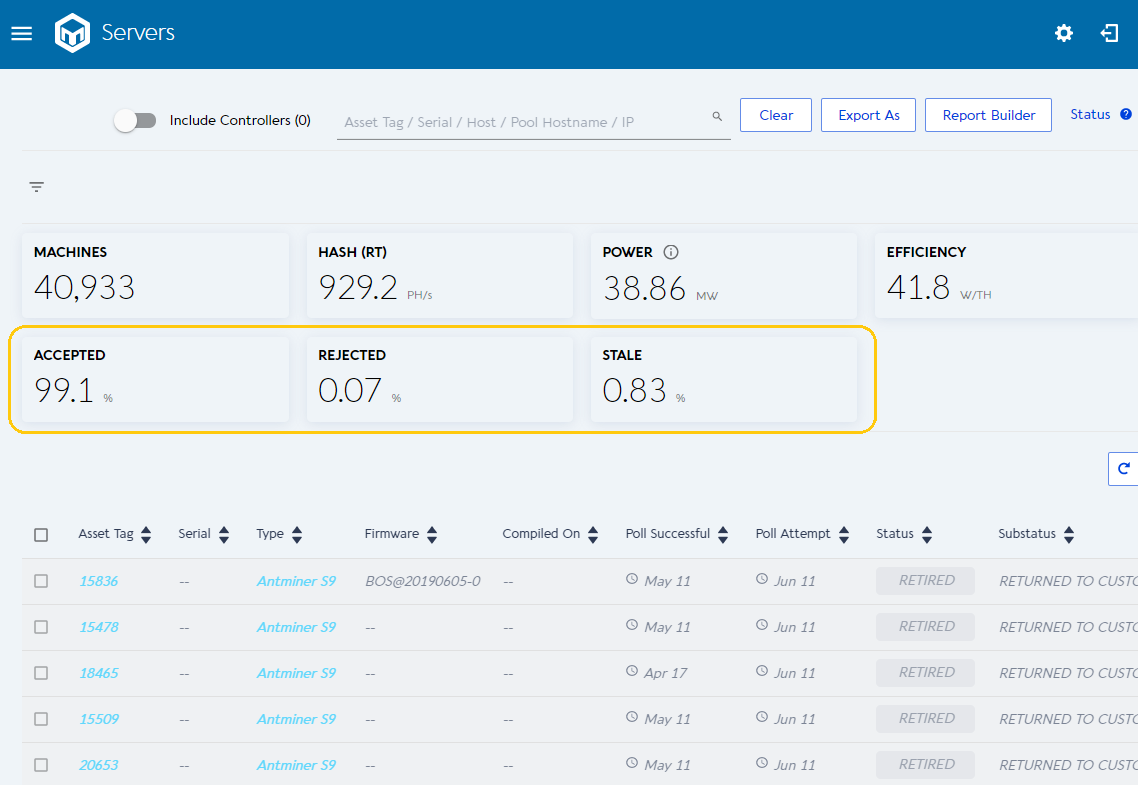 Servers
Include Controllers (0)
Asset Tag / Serial / Host / Pool Hostname / IP
Clear
Export As
Report Builder
Status
MACHINES
40,933
HASH (RT)
929.2 PH/s
POWER
38.86 MW
EFFICIENCY
41.8 W/TH
ACCEPTED
99.1 %
REJECTED
0.07 %
STALE
0.83 %
Asset Tag Serial Type Firmware Compiled On Poll Successful Poll Attempt Status Substatus
15836 -- Antminer S9 BOS@20190605-0 -- May 11 Jun 11 RETIRED RETURNED TO CUSTO
15478 -- Antminer S9 -- -- May 11 Jun 11 RETIRED RETURNED TO CUSTO
18465 -- Antminer S9 -- -- Apr 17 Jun 11 RETIRED RETURNED TO CUSTO
15509 -- Antminer S9 -- -- May 11 Jun 11 RETIRED RETURNED TO CUSTO
20653 -- Antminer S9 -- -- May 11 Jun 11 RETIRED RETURNED TO CUSTO